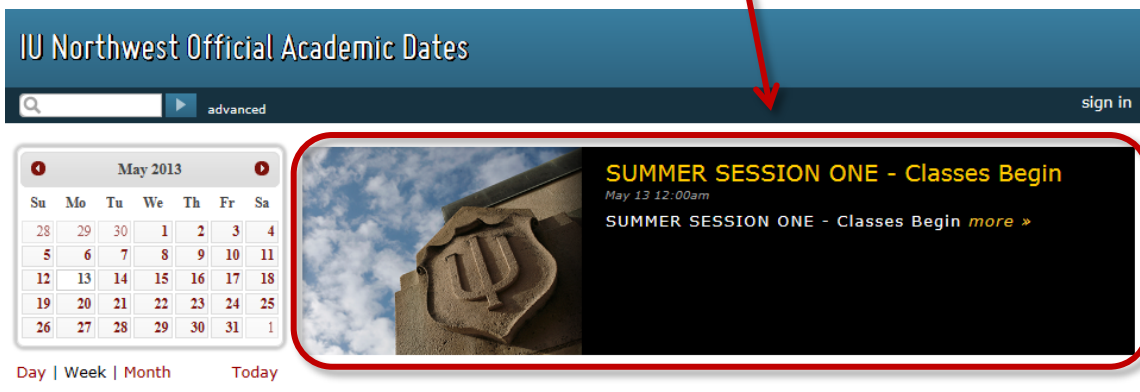 IU Northwest Official Academic Dates
advanced
sign in
May 2013
Su Mo Tu We Th Fr Sa
28 29 30 1 2 3 4
5 6 7 8 9 10 11
12 13 14 15 16 17 18
19 20 21 22 23 24 25
26 27 28 29 30 31 1
Day | Week | Month Today
SUMMER SESSION ONE - Classes Begin
May 13 12:00am
SUMMER SESSION ONE - Classes Begin more »